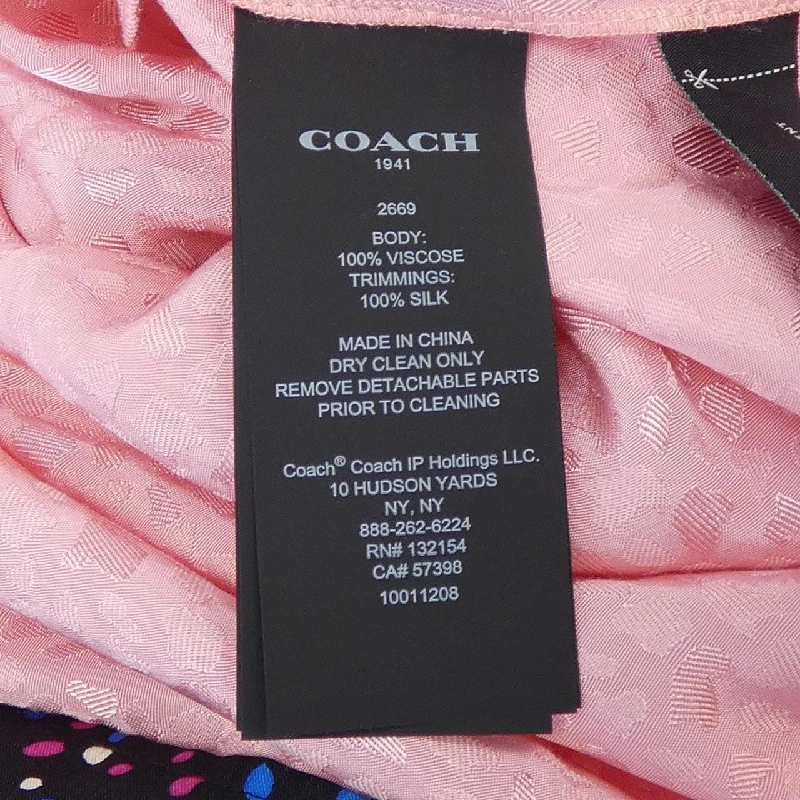 COACH
1941
2669
BODY:
100% VISCOSE
TRIMMINGS:
100% SILK
MADE IN CHINA
DRY CLEAN ONLY
REMOVE DETACHABLE PARTS
PRIOR TO CLEANING
Coach® Coach IP Holdings LLC.
10 HUDSON YARDS
NY, NY
888-262-6224
RN# 132154
CA# 57398
10011208